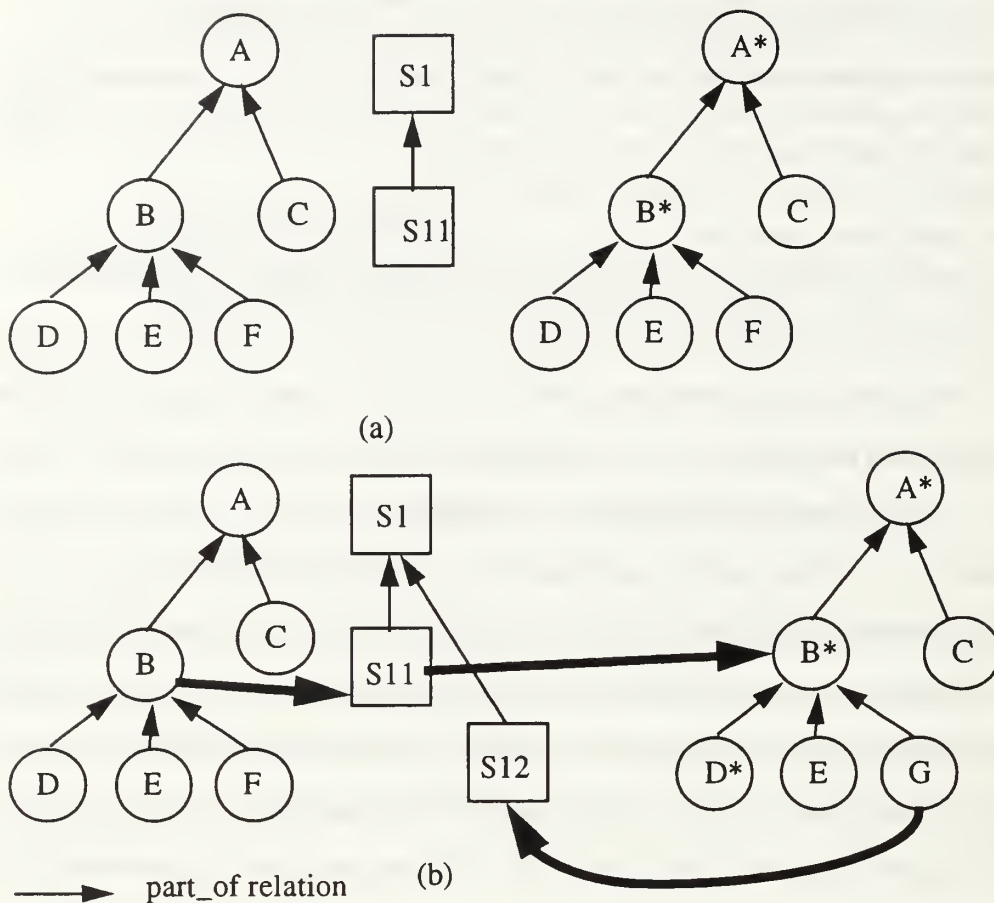 A
S1
A*
B
C
S11
B*
C
D
E
F
D
E
F
(a)
A
S1
A*
B
C
S11
B*
C
D
E
F
S12
D*
E
G
part_of relation
(b)